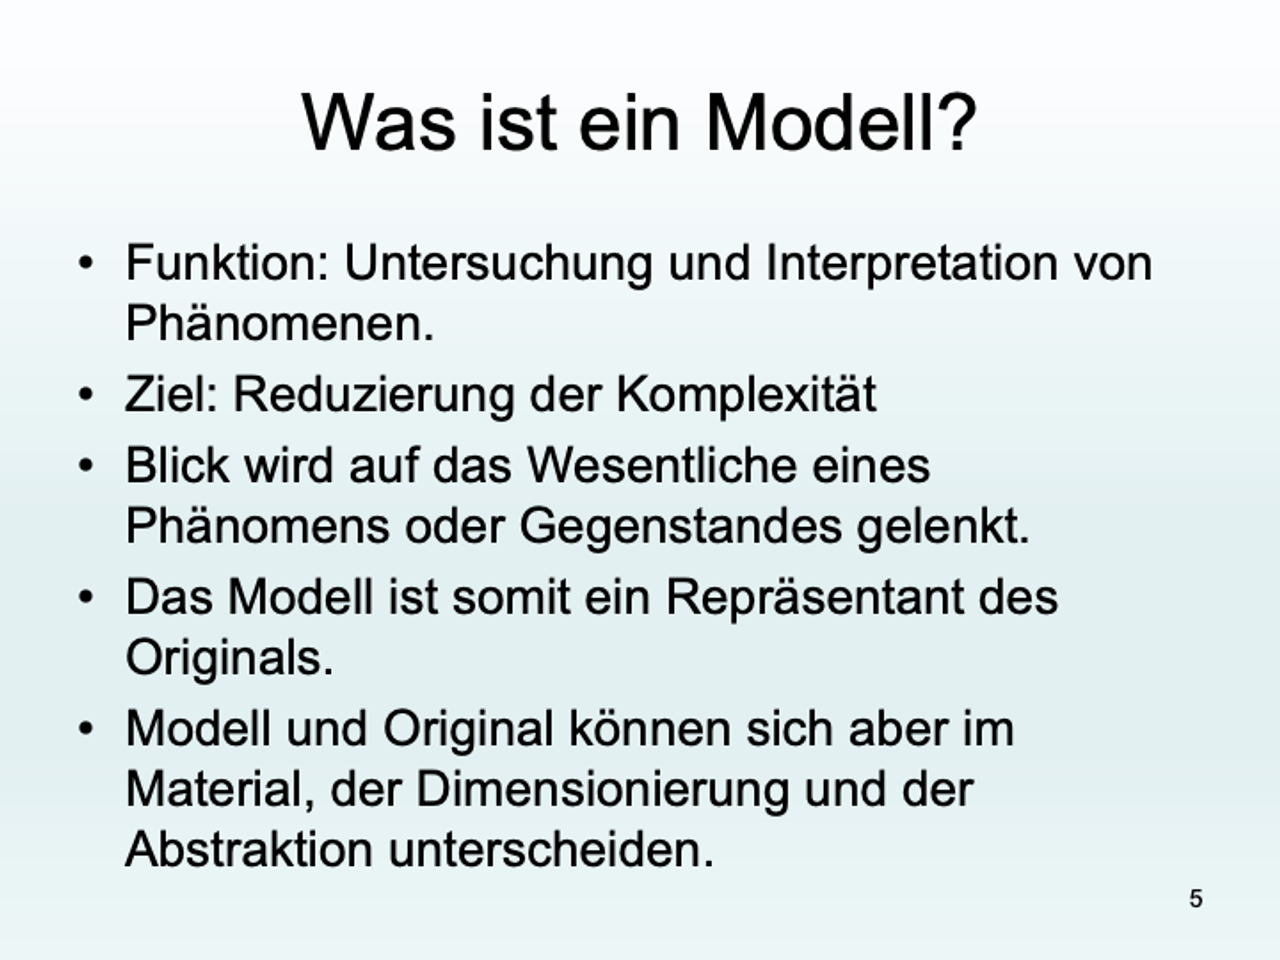 Was ist ein Modell?
• Funktion: Untersuchung und Interpretation von
Phänomenen.
• Ziel: Reduzierung der Komplexität
• Blick wird auf das Wesentliche eines
Phänomens oder Gegenstandes gelenkt.
• Das Modell ist somit ein Repräsentant des
Originals.
• Modell und Original können sich aber im
Material, der Dimensionierung und der
Abstraktion unterscheiden.
5